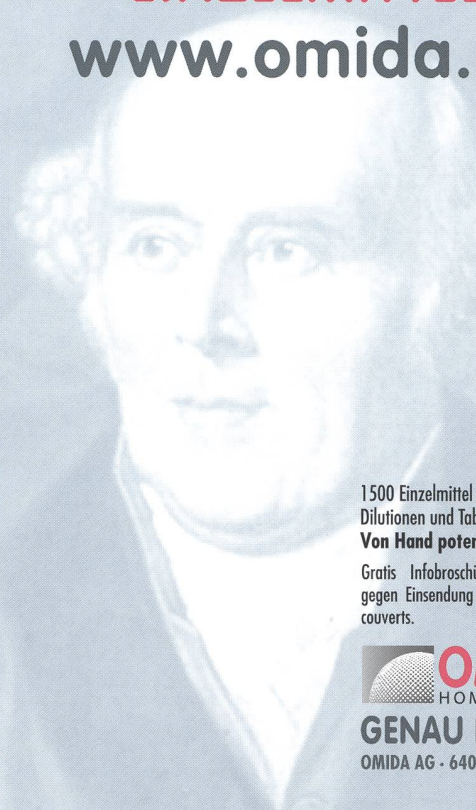 www.omida.
1500 Einzelmittel
Dilutionen und Tab
Von Hand poten
Gratis Infobroschü
gegen Einsendung
couverts.
O
HOM
GENAU
OMIDA AG - 640